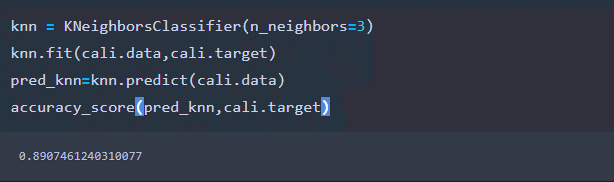 knn = KNeighborsClassifier(n_neighbors=3)
knn.fit(cali.data,cali.target)
pred_knn=knn.predict(cali.data)
accuracy_score(pred_knn,cali.target)
0.8907461240310077